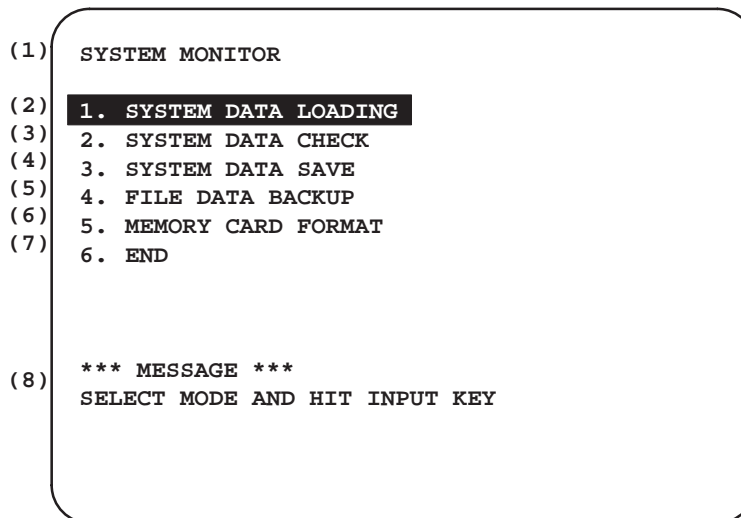 (1) SYSTEM MONITOR
(2) 1. SYSTEM DATA LOADING
(3) 2. SYSTEM DATA CHECK
(4) 3. SYSTEM DATA SAVE
(5) 4. FILE DATA BACKUP
(6) 5. MEMORY CARD FORMAT
(7) 6. END
*** MESSAGE ***
(8) SELECT MODE AND HIT INPUT KEY